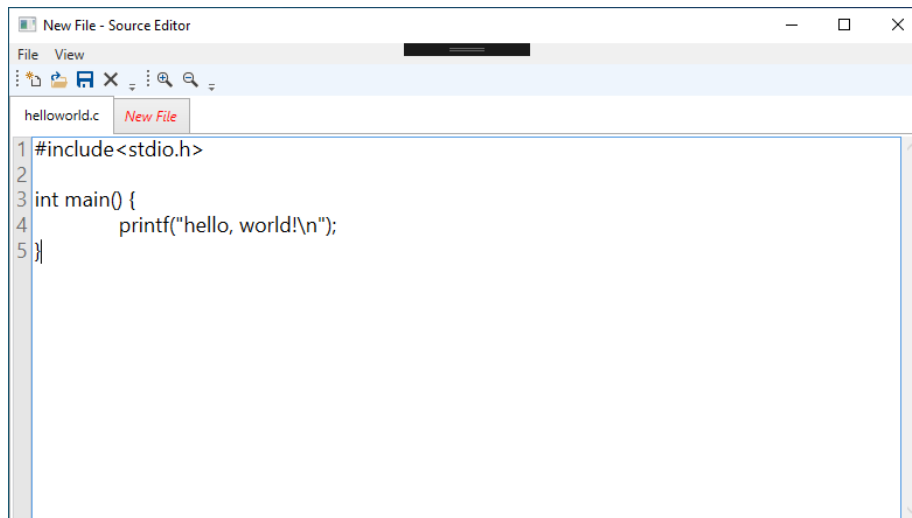 New File - Source Editor
File View
helloworld.c New File
1 #include<stdio.h>
2
3 int main() {
4 printf("hello, world!\n");
5 }